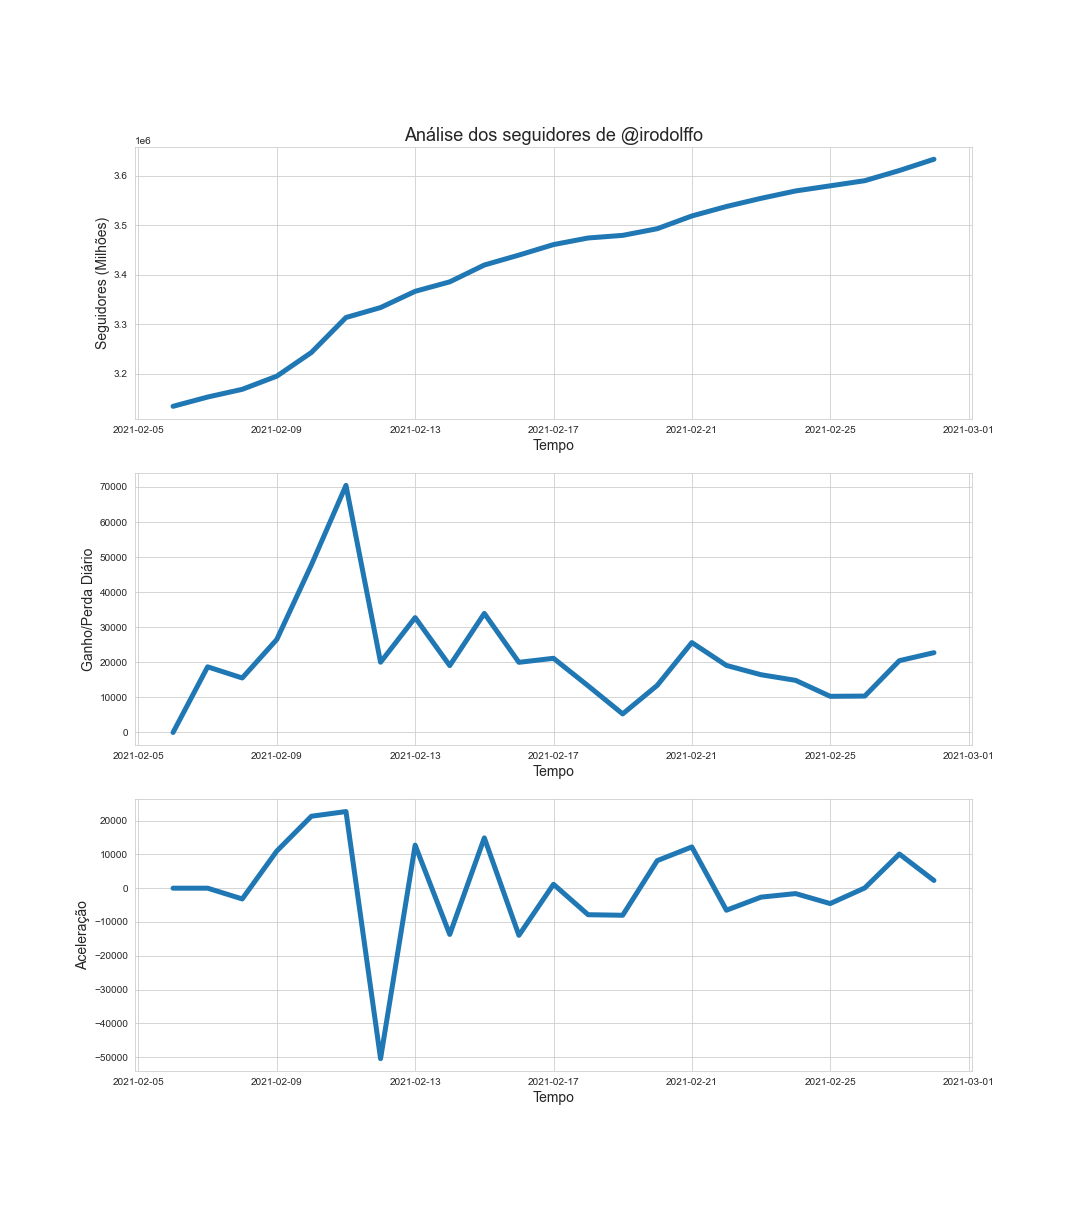 Análise dos seguidores de @irodolffo
1e6
3.6
3.5
3.4
3.3
3.2
Seguidores (Milhões)
2021-02-05 2021-02-09 2021-02-13 2021-02-17 2021-02-21 2021-02-25 2021-03-01
Tempo
70000
60000
50000
40000
30000
20000
10000
0
Ganho/Perda Diário
2021-02-05 2021-02-09 2021-02-13 2021-02-17 2021-02-21 2021-02-25 2021-03-01
Tempo
20000
10000
0
−10000
−20000
−30000
−40000
−50000
Aceleração
2021-02-05 2021-02-09 2021-02-13 2021-02-17 2021-02-21 2021-02-25 2021-03-01
Tempo